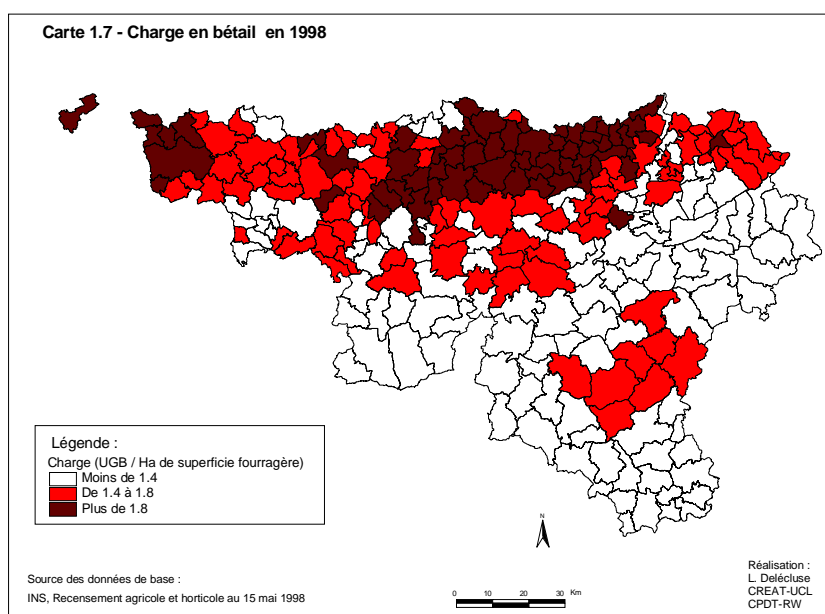 Carte 1.7 - Charge en bétail en 1998
Légende :
Charge (UGB / Ha de superficie fourragère)
Moins de 1.4
De 1.4 à 1.8
Plus de 1.8
N
Source des données de base :
INS, Recensement agricole et horticole au 15 mai 1998
0 10 20 30 Km
Réalisation :
L. Delécluse
CREAT-UCL
CPDT-RW